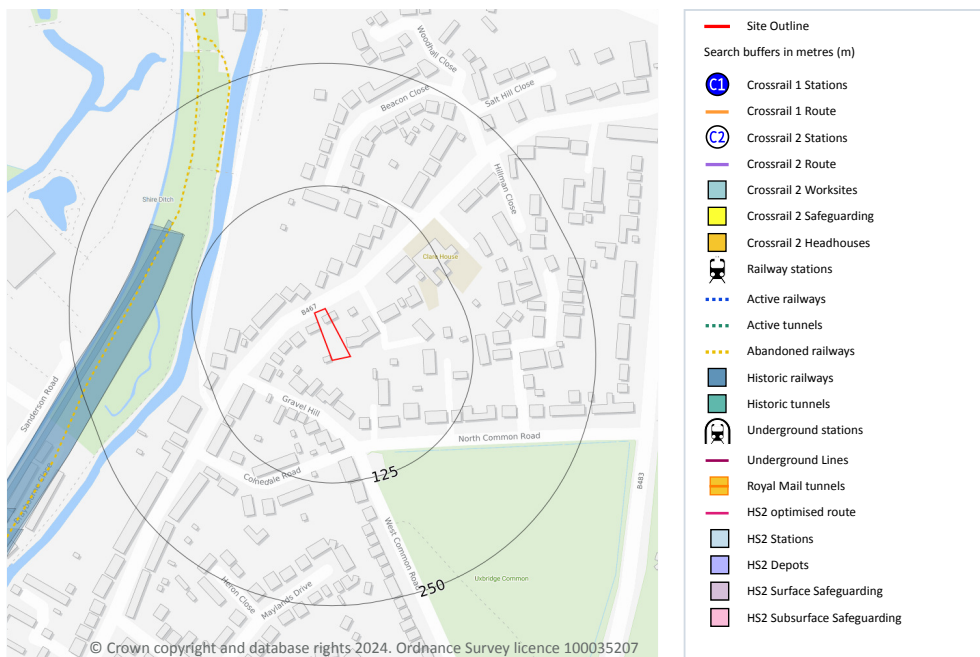 Woodhall Close
Beacon Close
Salt Hill Close
Hillman Close
Shire Ditch
Clare House
B467
Sanderson Road
Gravel Hill
North Common Road
B483
Colnedale Road
125
West Common Road
250
Uxbridge Common
Heron Close
Maylands Drive
© Crown copyright and database rights 2024. Ordnance Survey licence 100035207
Site Outline
Search buffers in metres (m)
C1 Crossrail 1 Stations
Crossrail 1 Route
C2 Crossrail 2 Stations
Crossrail 2 Route
Crossrail 2 Worksites
Crossrail 2 Safeguarding
Crossrail 2 Headhouses
Railway stations
Active railways
Active tunnels
Abandoned railways
Historic railways
Historic tunnels
Underground stations
Underground Lines
Royal Mail tunnels
HS2 optimised route
HS2 Stations
HS2 Depots
HS2 Surface Safeguarding
HS2 Subsurface Safeguarding